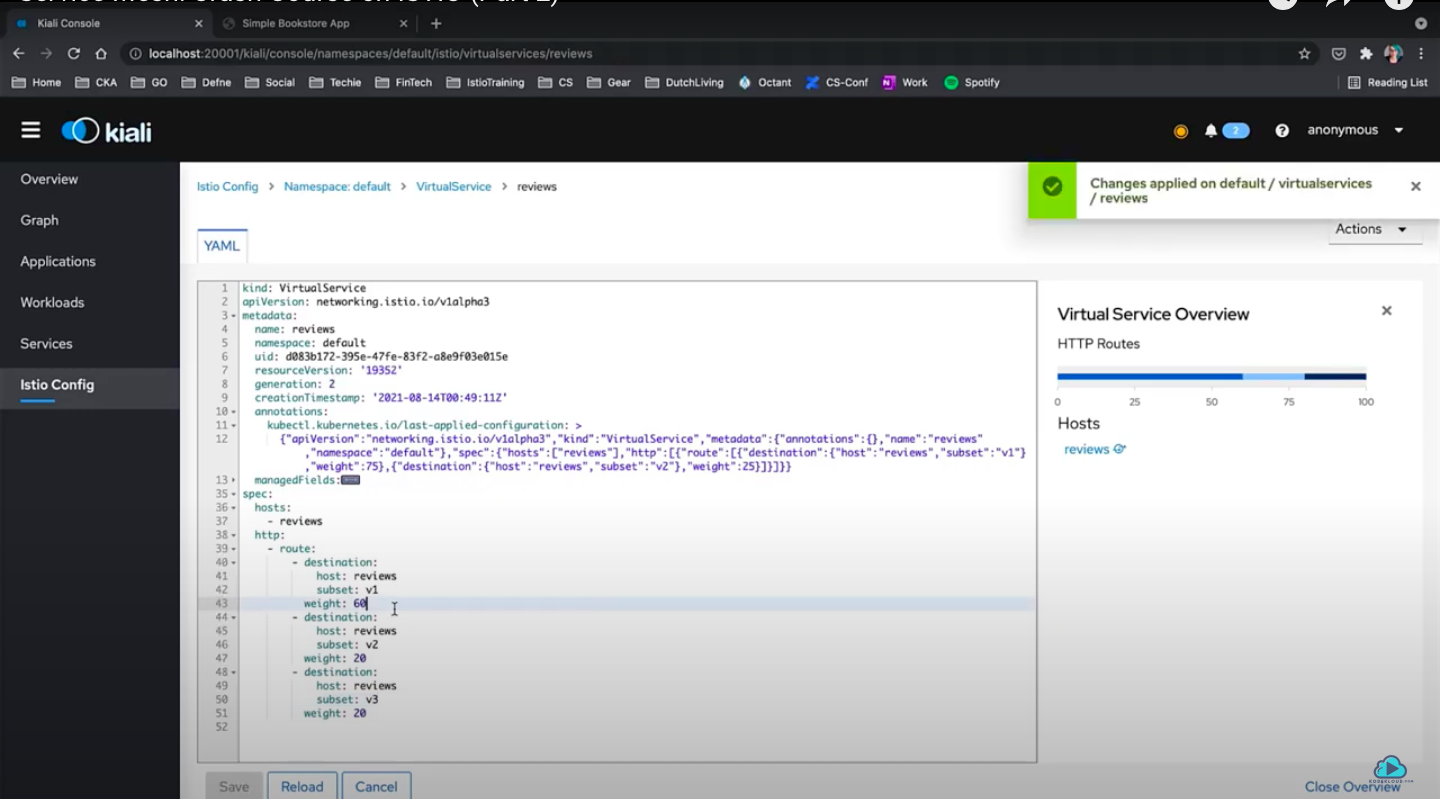 Kiali Console
Simple Bookstore App
localhost:20001/kiali/console/namespaces/default/istio/virtualservices/reviews
Home CKA GO Defne Social Techie FinTech IstioTraining CS Gear DutchLiving Octant CS-Conf Work Spotify Reading List
kiali
2
anonymous
Overview
Graph
Applications
Workloads
Services
Istio Config
Istio Config > Namespace: default > VirtualService > reviews
Changes applied on default / virtualservices
/ reviews
Actions
YAML
1 kind: VirtualService
2 apiVersion: networking.istio.io/v1alpha3
3 metadata:
4 name: reviews
5 namespace: default
6 uid: d083b172-395e-47fe-83f2-a8e9f03e015e
7 resourceVersion: '19352'
8 generation: 2
9 creationTimestamp: '2021-08-14T00:49:11Z'
10 annotations:
11 kubectl.kubernetes.io/last-applied-configuration: >
12 {"apiVersion":"networking.istio.io/v1alpha3","kind":"VirtualService","metadata":{"annotations":{},"name":"reviews"
,"namespace":"default"},"spec":{"hosts":["reviews"],"http":[{"route":[{"destination":{"host":"reviews","subset":"v1"}
,"weight":75},{"destination":{"host":"reviews","subset":"v2"},"weight":25}]}]}}
13 managedFields:
35 spec:
36 hosts:
37 - reviews
38 http:
39 - route:
40 - destination:
41 host: reviews
42 subset: v1
43 weight: 60
44 - destination:
45 host: reviews
46 subset: v2
47 weight: 20
48 - destination:
49 host: reviews
50 subset: v3
51 weight: 20
52
Virtual Service Overview
HTTP Routes
0 25 50 75 100
Hosts
reviews
Save Reload Cancel
Close Overview